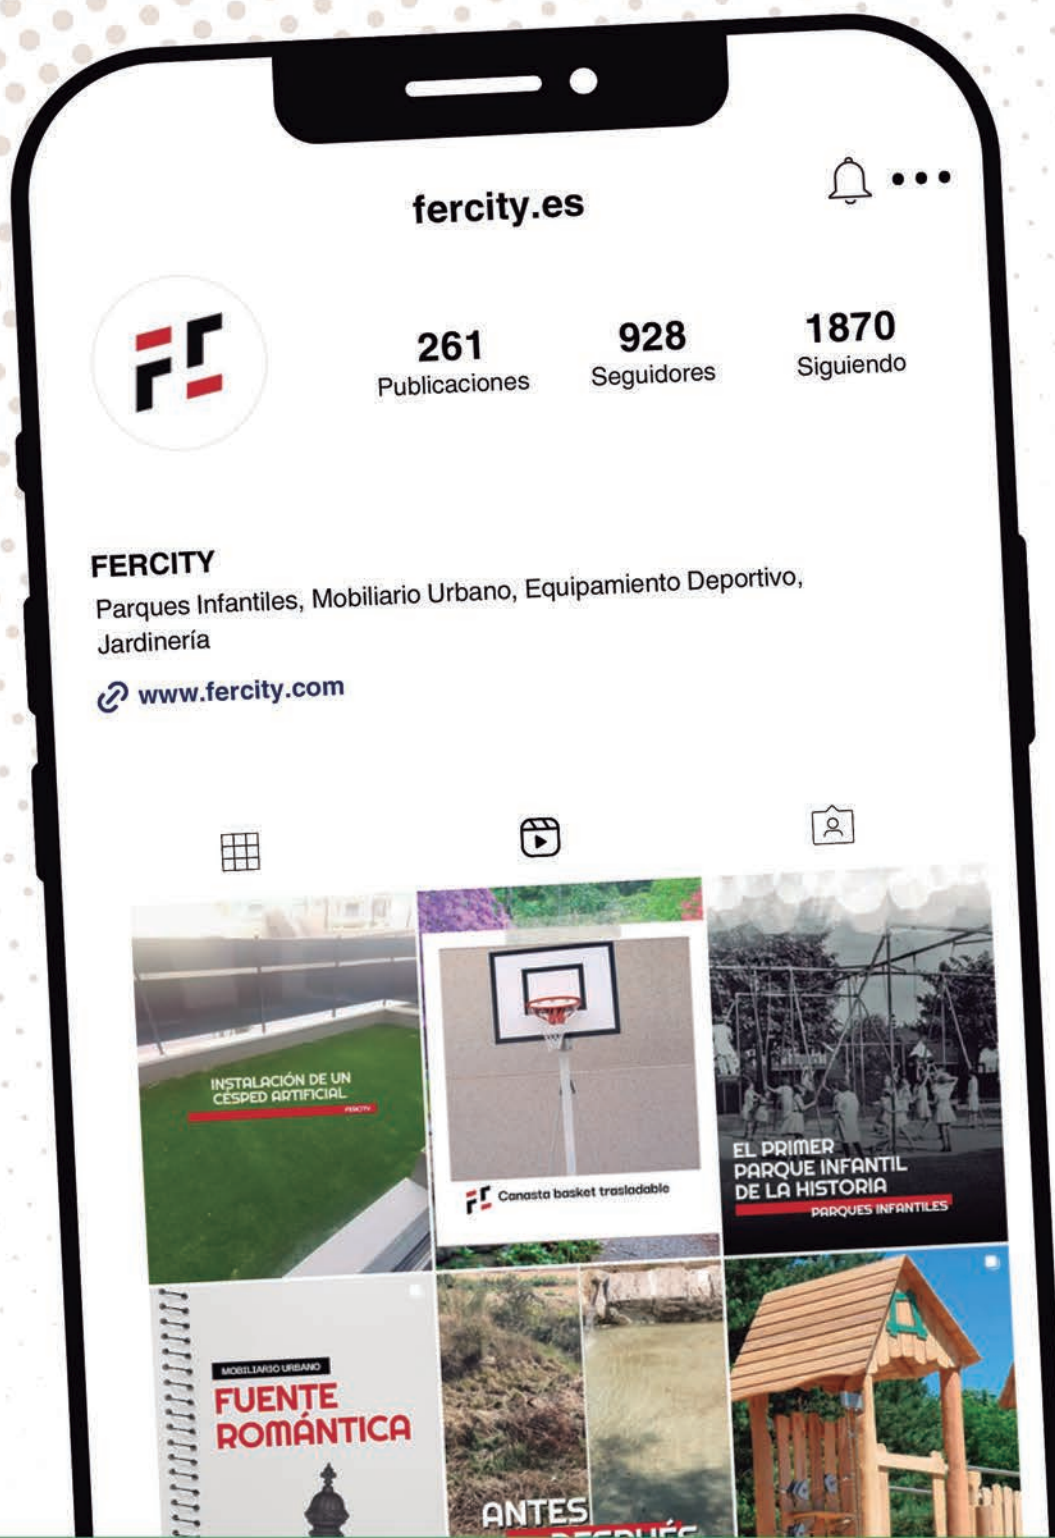 fercity.es
261
Publicaciones
928
Seguidores
1870
Siguiendo
FERCITY
Parques Infantiles, Mobiliario Urbano, Equipamiento Deportivo,
Jardinería
www.fercity.com
INSTALACIÓN DE UN
CÉSPED ARTIFICIAL
FERCITY
Canasta basket trasladable
EL PRIMER
PARQUE INFANTIL
DE LA HISTORIA
PARQUES INFANTILES
MOBILIARIO URBANO
FUENTE
ROMÁNTICA
ANTES
DESPUÉS